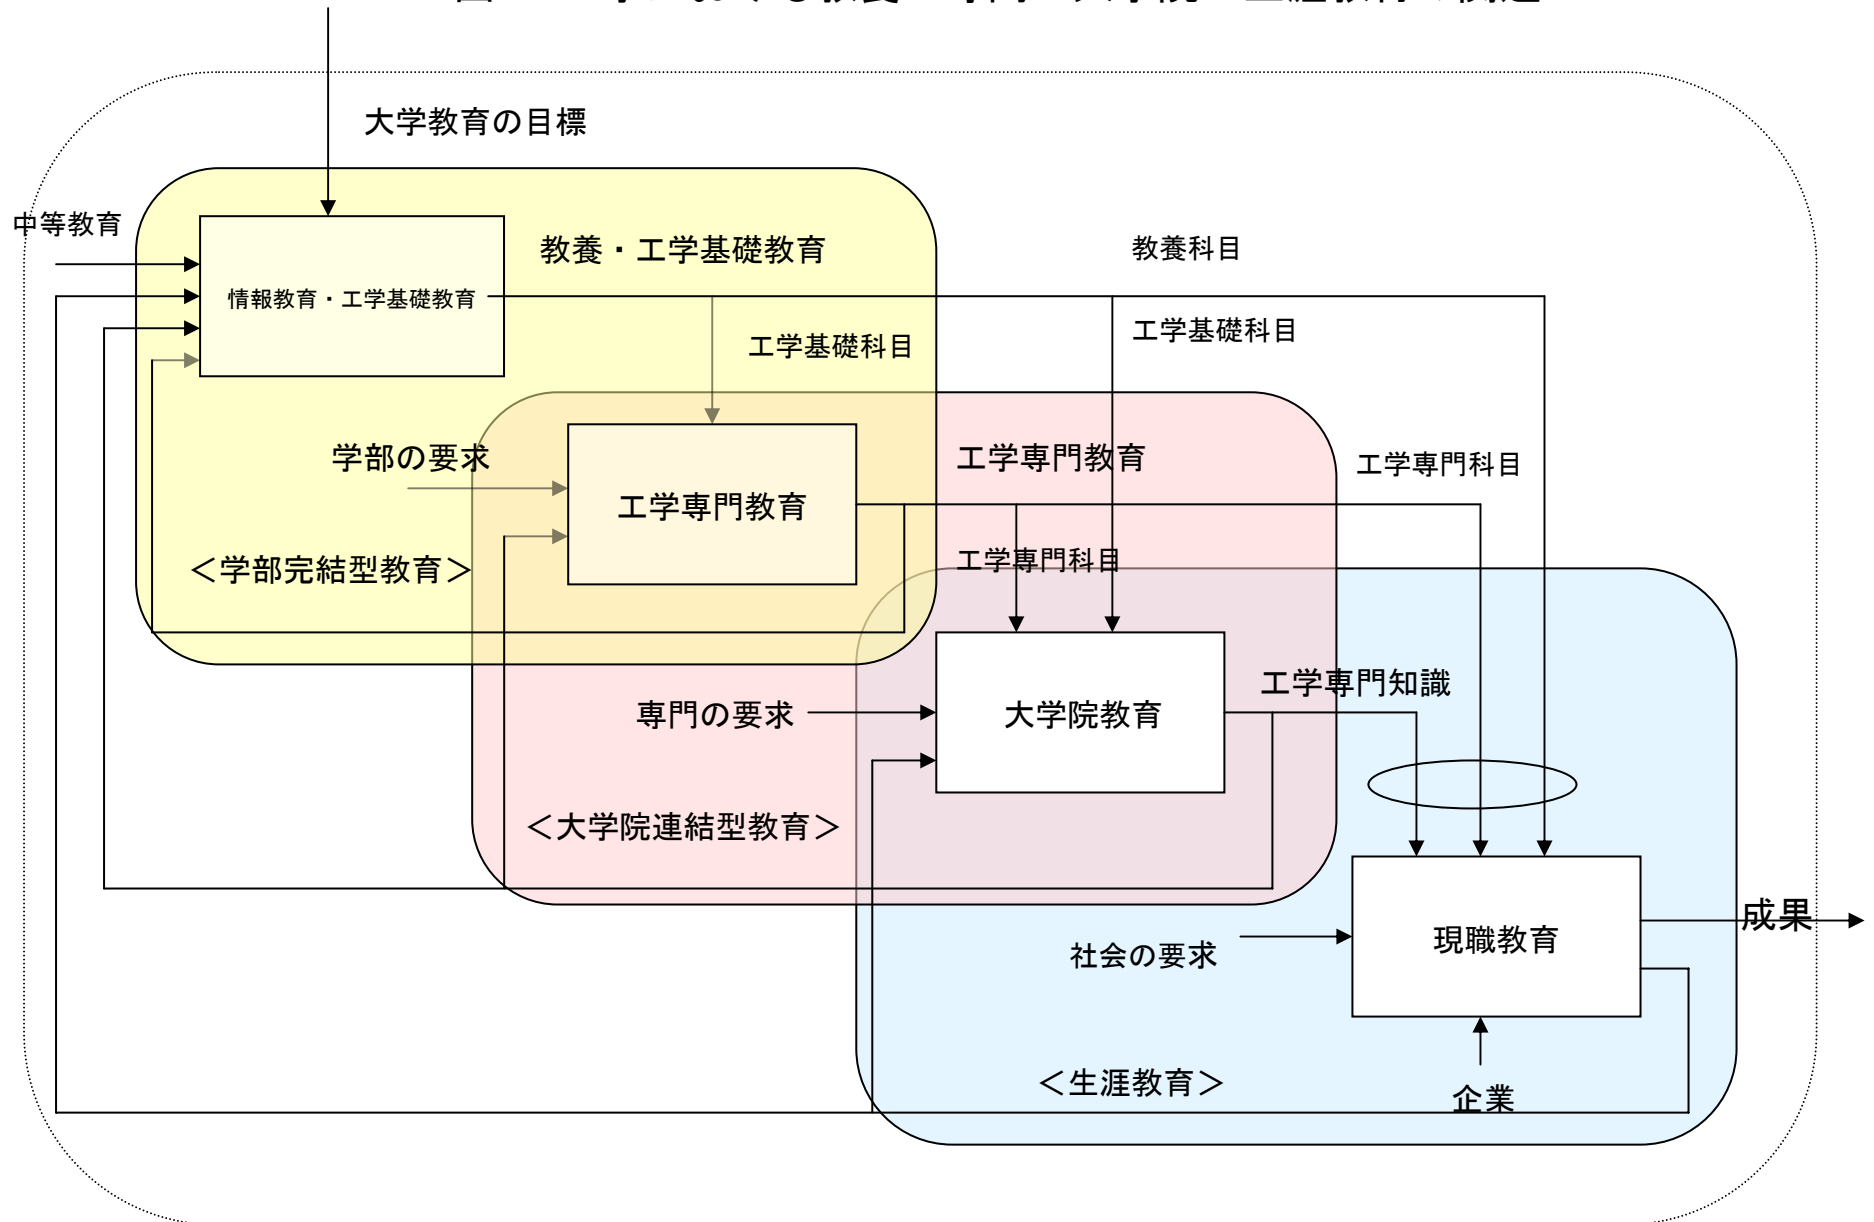 大学教育の目標
中等教育
教養・工学基礎教育
教養科目
情報教育・工学基礎教育
工学基礎科目
工学基礎科目
学部の要求
工学専門教育
工学専門科目
工学専門教育
工学専門科目
＜学部完結型教育＞
工学専門知識
専門の要求
大学院教育
＜大学院連結型教育＞
成果
現職教育
社会の要求
＜生涯教育＞
企業